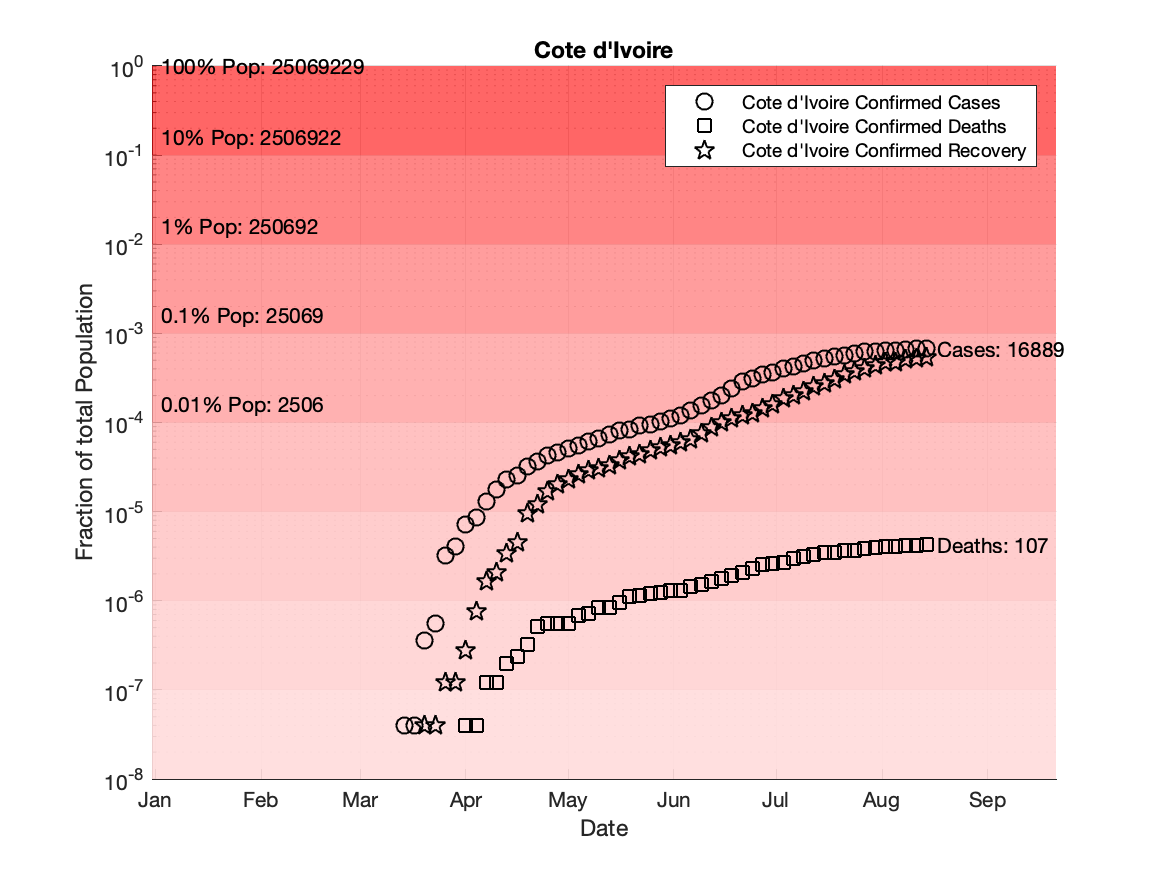 Cote d'Ivoire
10^0
100% Pop: 25069229
Cote d'Ivoire Confirmed Cases
Cote d'Ivoire Confirmed Deaths
Cote d'Ivoire Confirmed Recovery
10% Pop: 2506922
10^-1
1% Pop: 250692
10^-2
0.1% Pop: 25069
10^-3
Cases: 16889
0.01% Pop: 2506
10^-4
10^-5
Deaths: 107
10^-6
10^-7
10^-8
Fraction of total Population
Jan Feb Mar Apr May Jun Jul Aug Sep
Date